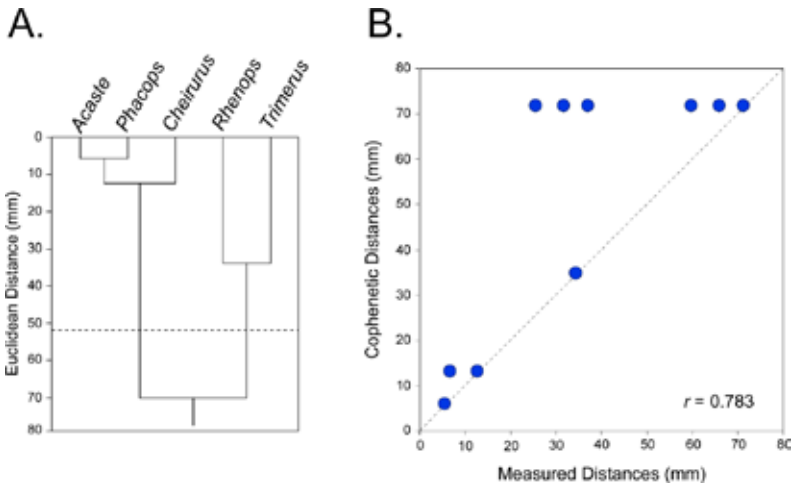 A.
Acaste
Phacops
Cheirurus
Rhenops
Trimerus
0
10
20
30
40
50
60
70
80
Euclidean Distance (mm)
B.
80
70
60
50
40
30
20
10
0
Cophenetic Distances (mm)
r = 0.783
0 10 20 30 40 50 60 70 80
Measured Distances (mm)